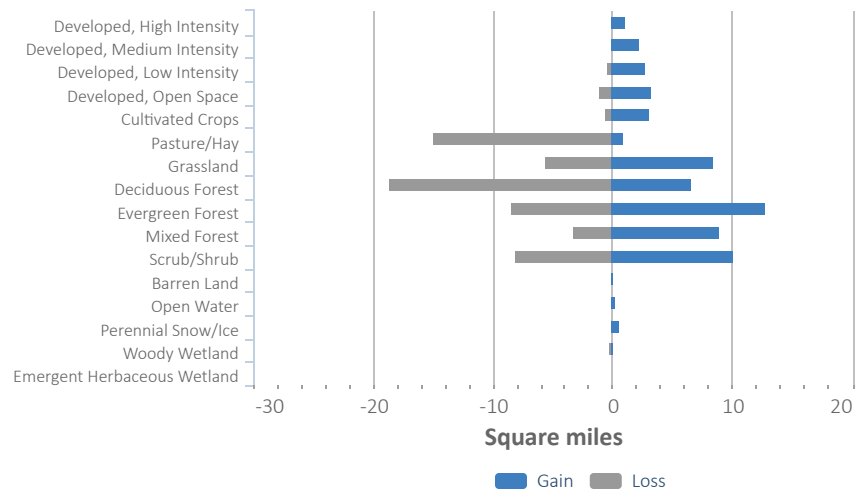 Developed, High Intensity
Developed, Medium Intensity
Developed, Low Intensity
Developed, Open Space
Cultivated Crops
Pasture/Hay
Grassland
Deciduous Forest
Evergreen Forest
Mixed Forest
Scrub/Shrub
Barren Land
Open Water
Perennial Snow/Ice
Woody Wetland
Emergent Herbaceous Wetland
-30 -20 -10 0 10 20
Square miles
Gain Loss